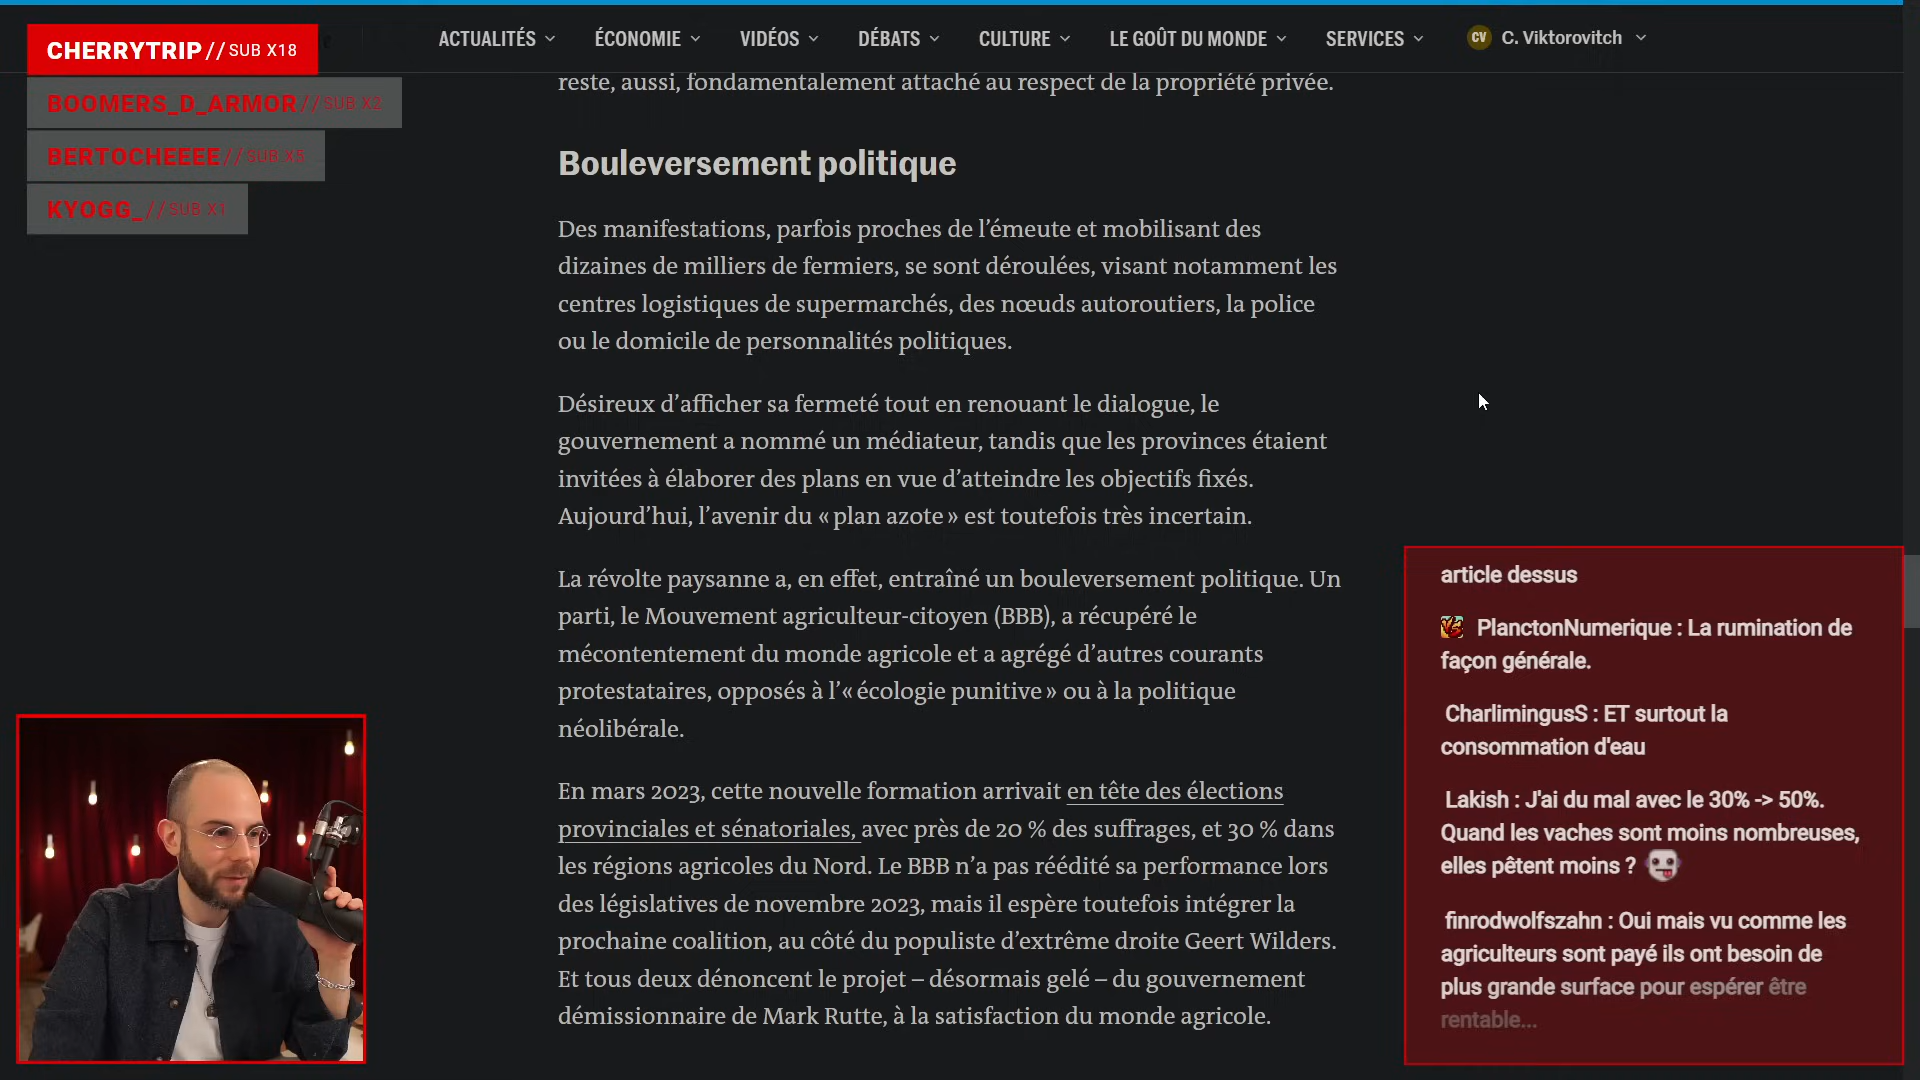 CHERRYTRIP // SUB X18
BOOMERS_D_ARMOR // SUB X2
BERTOCHEEEE // SUB X5
KYOGG_ // SUB X1
ACTUALITÉS ÉCONOMIE VIDÉOS DÉBATS CULTURE LE GOÛT DU MONDE SERVICES CV C. Viktorovitch
reste, aussi, fondamentalement attaché au respect de la propriété privée.
Bouleversement politique
Des manifestations, parfois proches de l’émeute et mobilisant des
dizaines de milliers de fermiers, se sont déroulées, visant notamment les
centres logistiques de supermarchés, des nœuds autoroutiers, la police
ou le domicile de personnalités politiques.
Désireux d’afficher sa fermeté tout en renouant le dialogue, le
gouvernement a nommé un médiateur, tandis que les provinces étaient
invitées à élaborer des plans en vue d’atteindre les objectifs fixés.
Aujourd’hui, l’avenir du « plan azote » est toutefois très incertain.
La révolte paysanne a, en effet, entraîné un bouleversement politique. Un
parti, le Mouvement agriculteur-citoyen (BBB), a récupéré le
mécontentement du monde agricole et a agrégé d’autres courants
protestataires, opposés à l’« écologie punitive » ou à la politique
néolibérale.
En mars 2023, cette nouvelle formation arrivait en tête des élections
provinciales et sénatoriales, avec près de 20 % des suffrages, et 30 % dans
les régions agricoles du Nord. Le BBB n’a pas réédité sa performance lors
des législatives de novembre 2023, mais il espère toutefois intégrer la
prochaine coalition, au côté du populiste d’extrême droite Geert Wilders.
Et tous deux dénoncent le projet – désormais gelé – du gouvernement
démissionnaire de Mark Rutte, à la satisfaction du monde agricole.
article dessus
PlanctonNumerique : La rumination de
façon générale.
CharlimingusS : ET surtout la
consommation d'eau
Lakish : J'ai du mal avec le 30% -> 50%.
Quand les vaches sont moins nombreuses,
elles pêtent moins ?
finrodwolfszahn : Oui mais vu comme les
agriculteurs sont payé ils ont besoin de
plus grande surface pour espérer être
rentable...